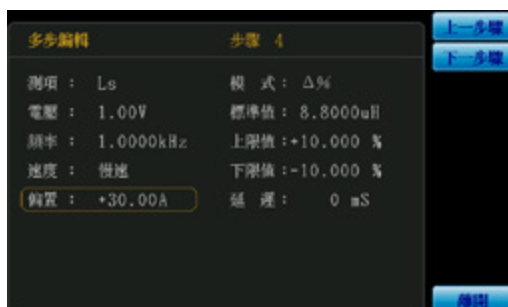 多步編輯 步驟 4
上一步驟
下一步驟
測項： Ls 模 式： Δ%
電壓： 1.00V 標準值： 8.8000uH
頻率： 1.0000kHz 上限值：+10.000 %
速度： 慢速 下限值：-10.000 %
偏置： +30.00A 延 遲： 0 mS
離開